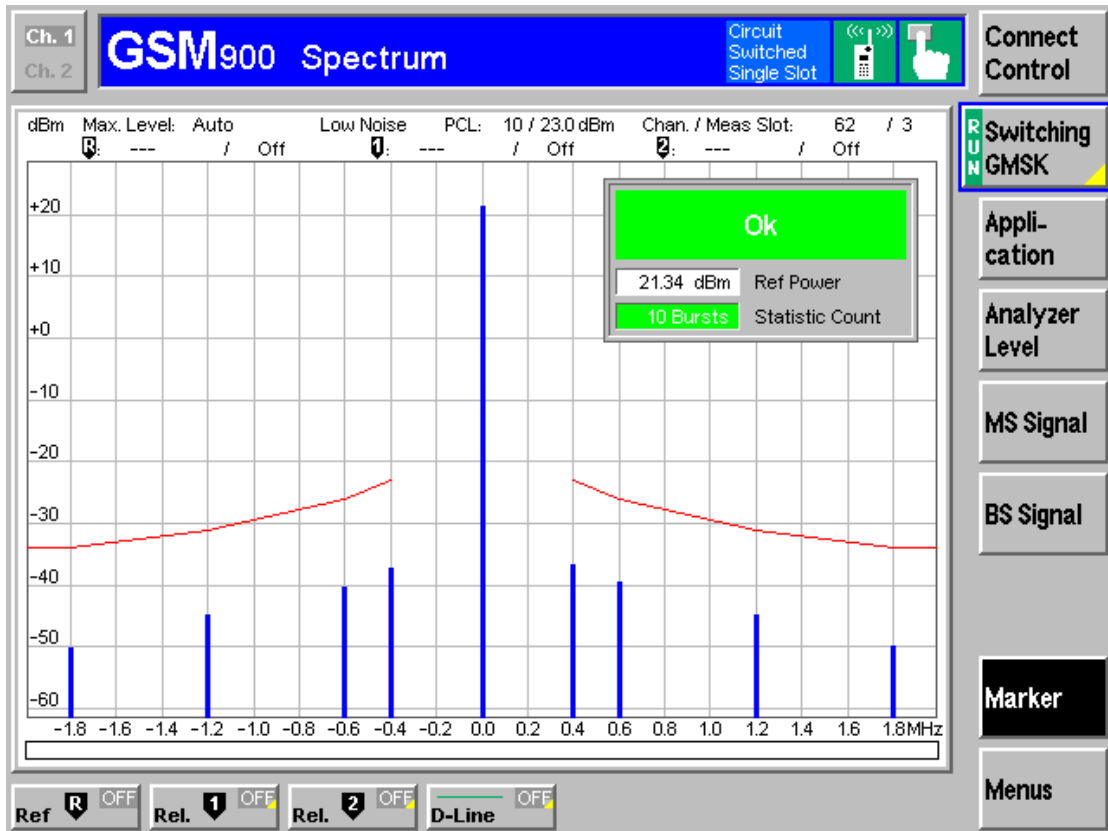 Ch. 1
Ch. 2
GSM900 Spectrum
Circuit
Switched
Single Slot
Connect
Control
dBm Max. Level: Auto Low Noise PCL: 10 / 23.0 dBm Chan. / Meas Slot: 62 / 3
R: --- / Off 1: --- / Off 2: --- / Off
RUN
Switching
GMSK
Ok
21.34 dBm Ref Power
10 Bursts Statistic Count
+20
+10
+0
-10
-20
-30
-40
-50
-60
-1.8 -1.6 -1.4 -1.2 -1.0 -0.8 -0.6 -0.4 -0.2 0.0 0.2 0.4 0.6 0.8 1.0 1.2 1.4 1.6 1.8MHz
Appli-
cation
Analyzer
Level
MS Signal
BS Signal
Marker
Menus
Ref R OFF
Rel. 1 OFF
Rel. 2 OFF
D-Line OFF